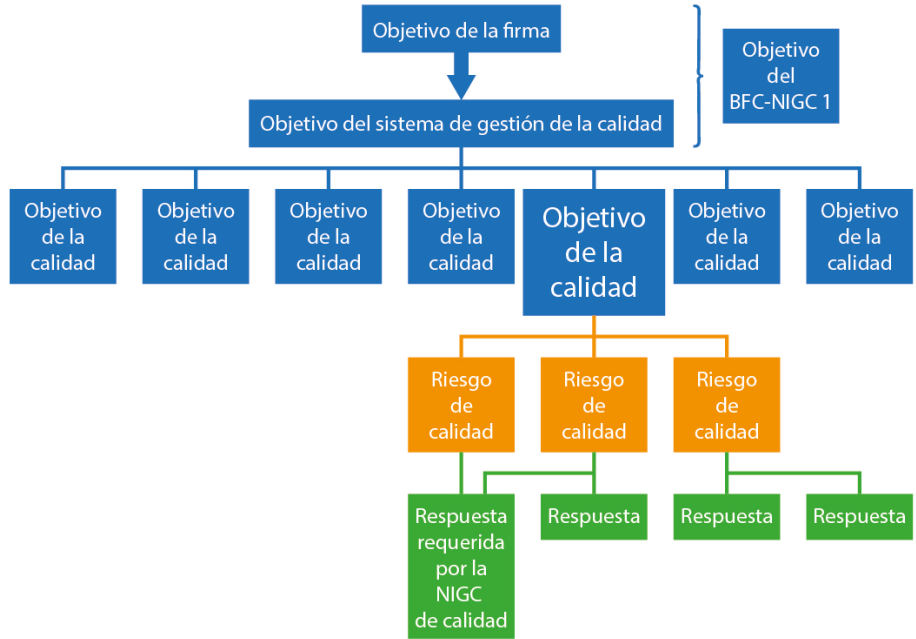 Objetivo de la firma
Objetivo
del
BFC-NIGC 1
Objetivo del sistema de gestión de la calidad
Objetivo
de la
calidad
Objetivo
de la
calidad
Objetivo
de la
calidad
Objetivo
de la
calidad
Objetivo
de la
calidad
Objetivo
de la
calidad
Objetivo
de la
calidad
Riesgo
de
calidad
Riesgo
de
calidad
Riesgo
de
calidad
Respuesta
requerida
por la
NIGC
de calidad
Respuesta
Respuesta
Respuesta